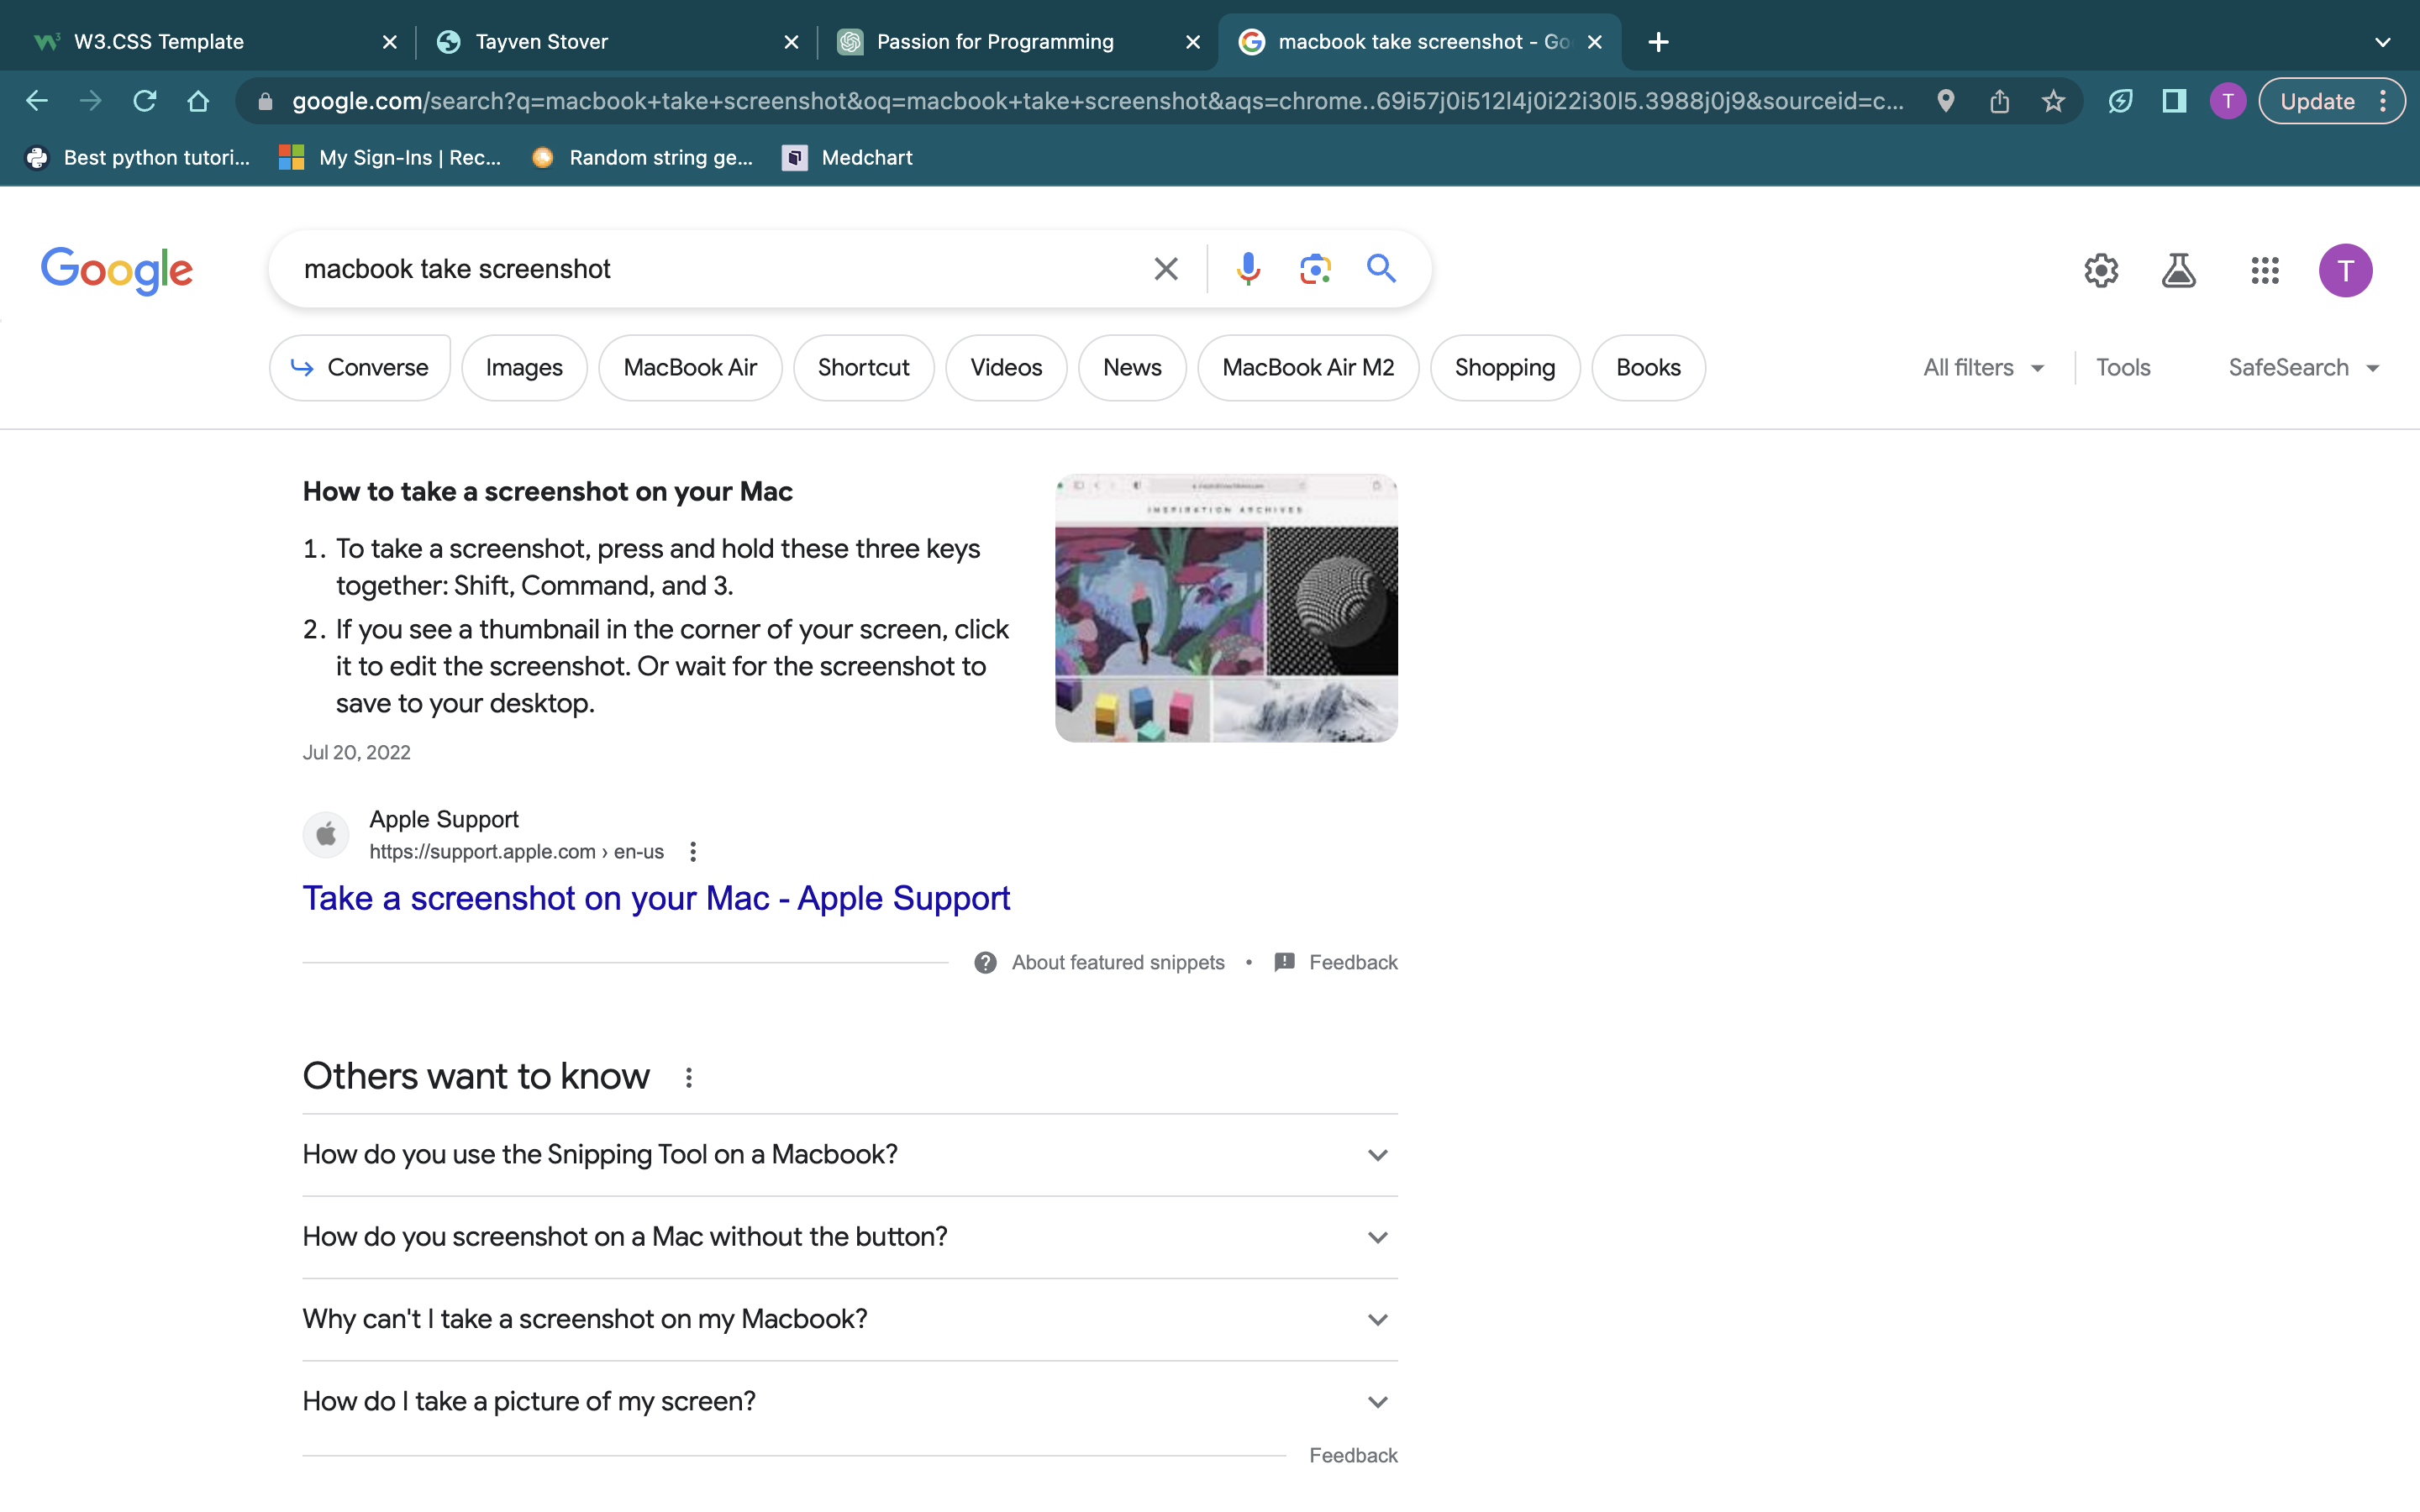 W3.CSS Template
Tayven Stover
Passion for Programming
macbook take screenshot - Go
google.com/search?q=macbook+take+screenshot&oq=macbook+take+screenshot&aqs=chrome..69i57j0i512l4j0i22i30l5.3988j0j9&sourceid=c...
T
Update
Best python tutori...
My Sign-Ins | Rec...
Random string ge...
Medchart
Google
macbook take screenshot
T
Converse
Images
MacBook Air
Shortcut
Videos
News
MacBook Air M2
Shopping
Books
All filters
Tools
SafeSearch
How to take a screenshot on your Mac
1. To take a screenshot, press and hold these three keys
together: Shift, Command, and 3.
2. If you see a thumbnail in the corner of your screen, click
it to edit the screenshot. Or wait for the screenshot to
save to your desktop.
INSPIRATION ARCHIVES
Jul 20, 2022
Apple Support
https://support.apple.com › en-us
Take a screenshot on your Mac - Apple Support
About featured snippets • Feedback
Others want to know
How do you use the Snipping Tool on a Macbook?
How do you screenshot on a Mac without the button?
Why can't I take a screenshot on my Macbook?
How do I take a picture of my screen?
Feedback